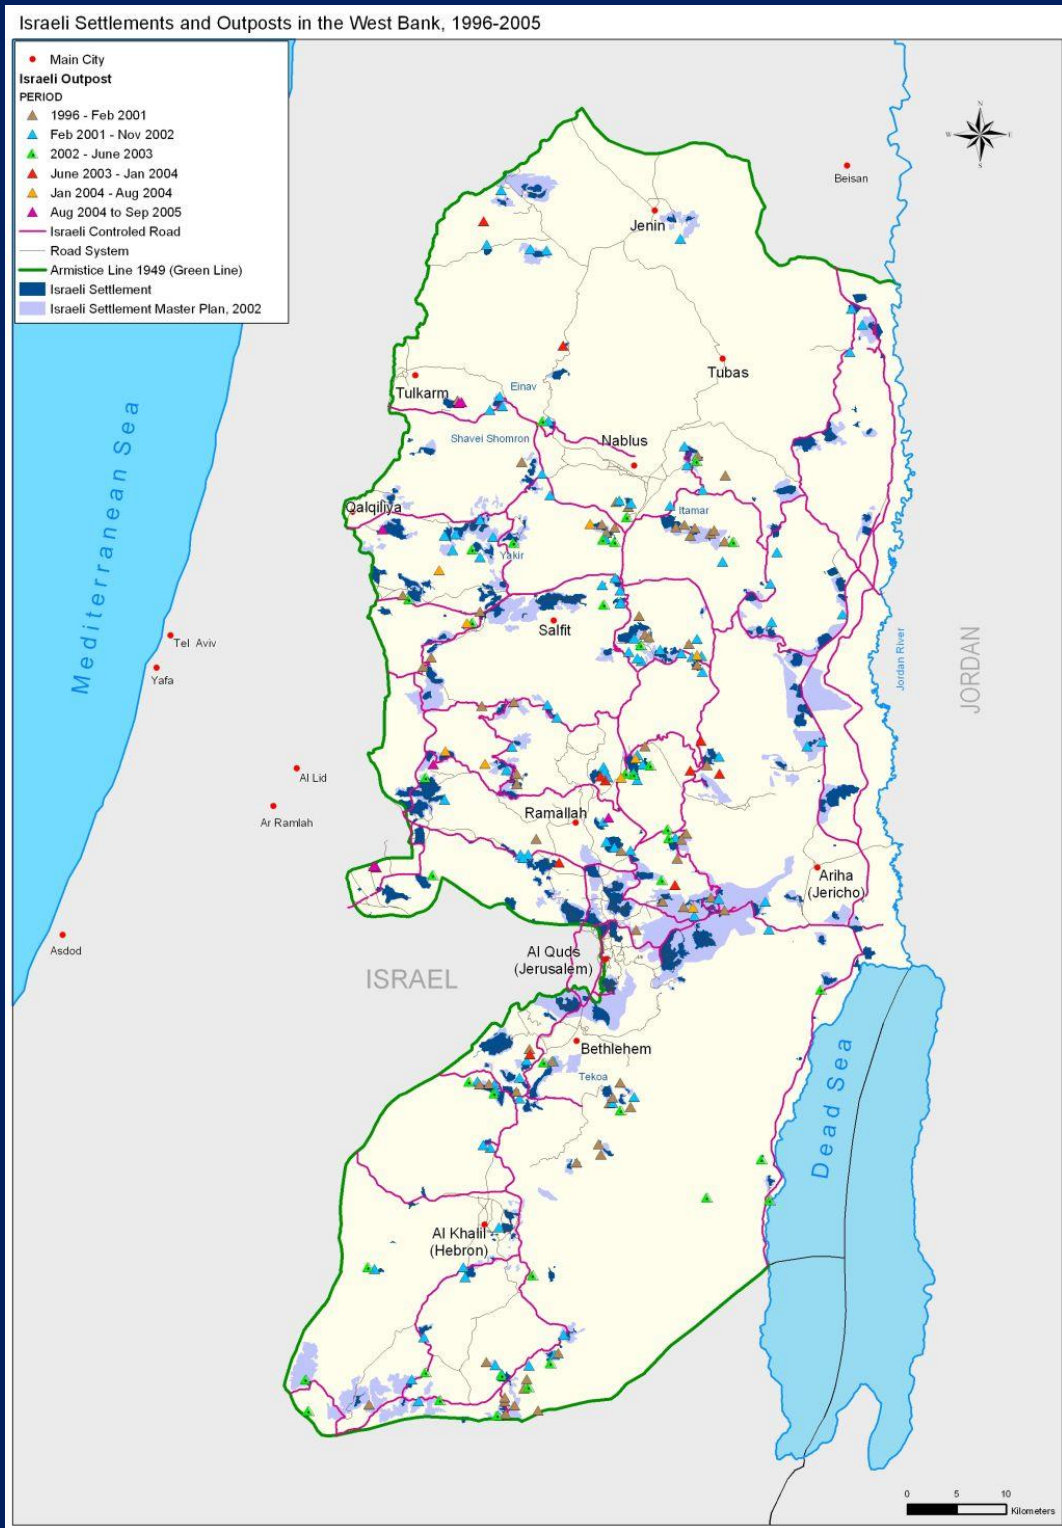 Israeli Settlements and Outposts in the West Bank, 1996-2005
Main City
Israeli Outpost
PERIOD
1996 - Feb 2001
Feb 2001 - Nov 2002
2002 - June 2003
June 2003 - Jan 2004
Jan 2004 - Aug 2004
Aug 2004 to Sep 2005
Israeli Controled Road
Road System
Armistice Line 1949 (Green Line)
Israeli Settlement
Israeli Settlement Master Plan, 2002
N
W
E
S
Beisan
Jenin
Tubas
Tulkarm
Einav
Shavei Shomron
Nablus
Qalqiliya
Itamar
Yakir
Mediterranean Sea
Salfit
Tel Aviv
Yafa
Jordan River
JORDAN
Al Lid
Ar Ramlah
Ramallah
Ariha
(Jericho)
Asdod
Al Quds
(Jerusalem)
ISRAEL
Bethlehem
Tekoa
Dead Sea
Al Khalil
(Hebron)
0 5 10
Kilometers